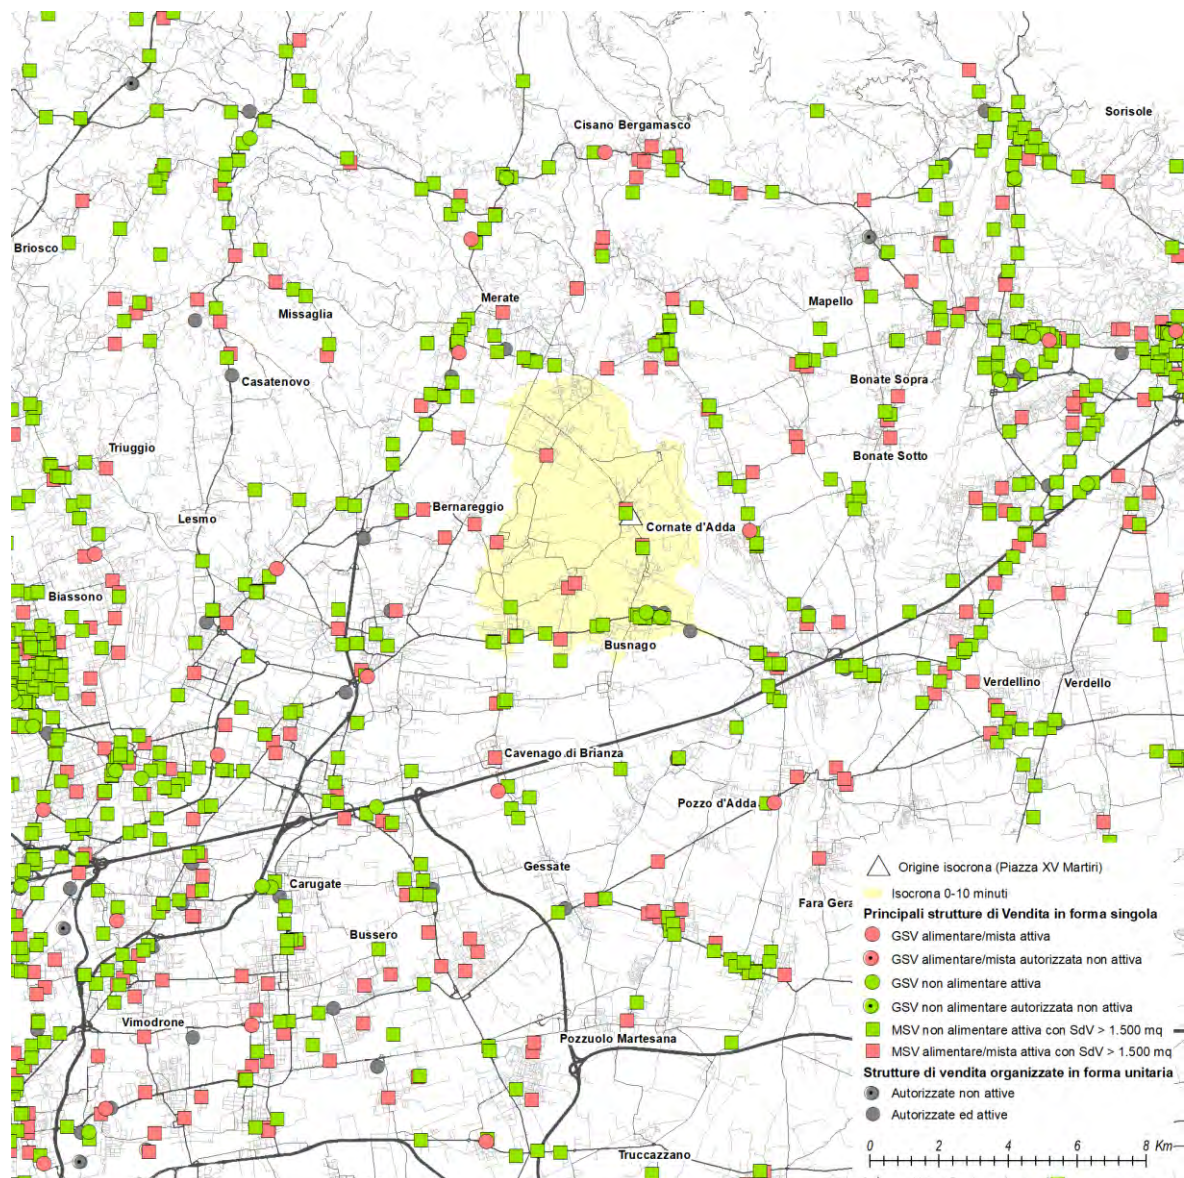 Cisano Bergamasco
Sorisole
Briosco
Merate
Mapello
Missaglia
Casatenovo
Bonate Sopra
Triuggio
Bonate Sotto
Lesmo
Bernareggio
Cornate d'Adda
Biassono
Busnago
Verdellino
Verdello
Cavenago di Brianza
Pozzo d'Adda
Gessate
Carugate
Fara Gera
Bussero
Vimodrone
Pozzuolo Martesana
Truccazzano
Origine isocrona (Piazza XV Martiri)
Isocrona 0-10 minuti
Principali strutture di Vendita in forma singola
GSV alimentare/mista attiva
GSV alimentare/mista autorizzata non attiva
GSV non alimentare attiva
GSV non alimentare autorizzata non attiva
MSV non alimentare attiva con SdV > 1.500 mq
MSV alimentare/mista attiva con SdV > 1.500 mq
Strutture di vendita organizzate in forma unitaria
Autorizzate non attive
Autorizzate ed attive
0 2 4 6 8 Km